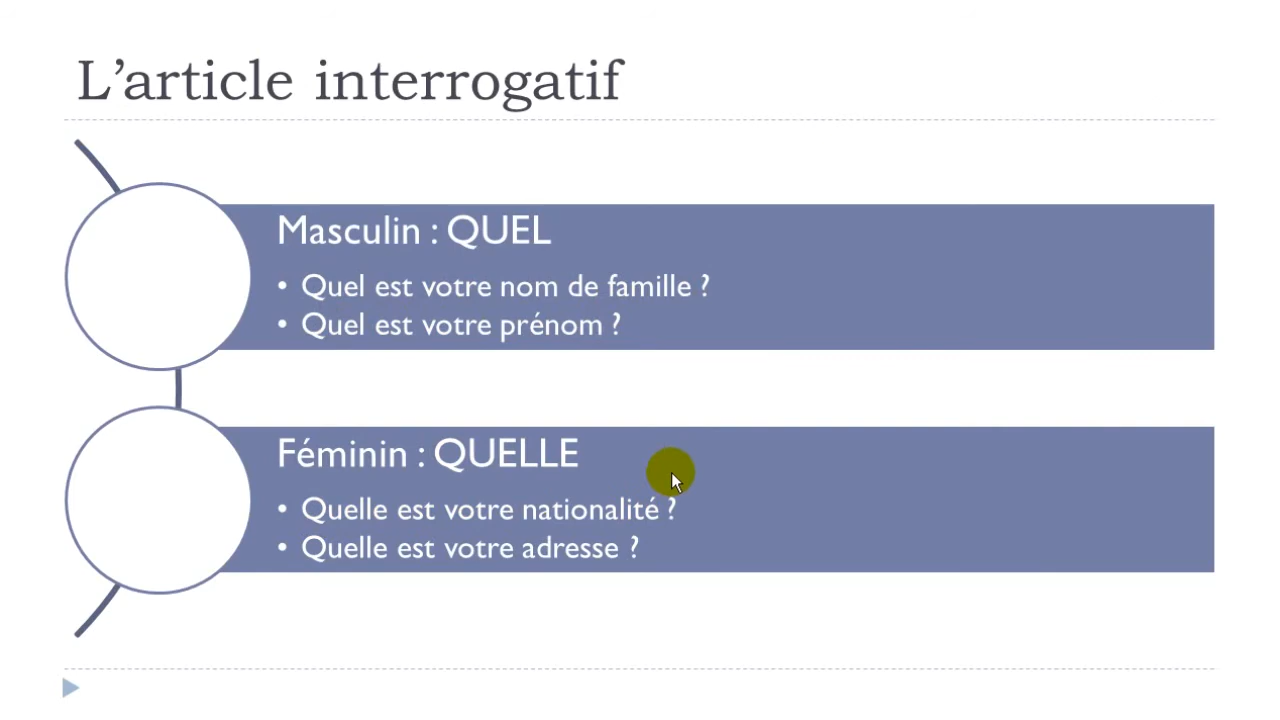 L’article interrogatif
Masculin : QUEL
• Quel est votre nom de famille ?
• Quel est votre prénom ?
Féminin : QUELLE
• Quelle est votre nationalité ?
• Quelle est votre adresse ?